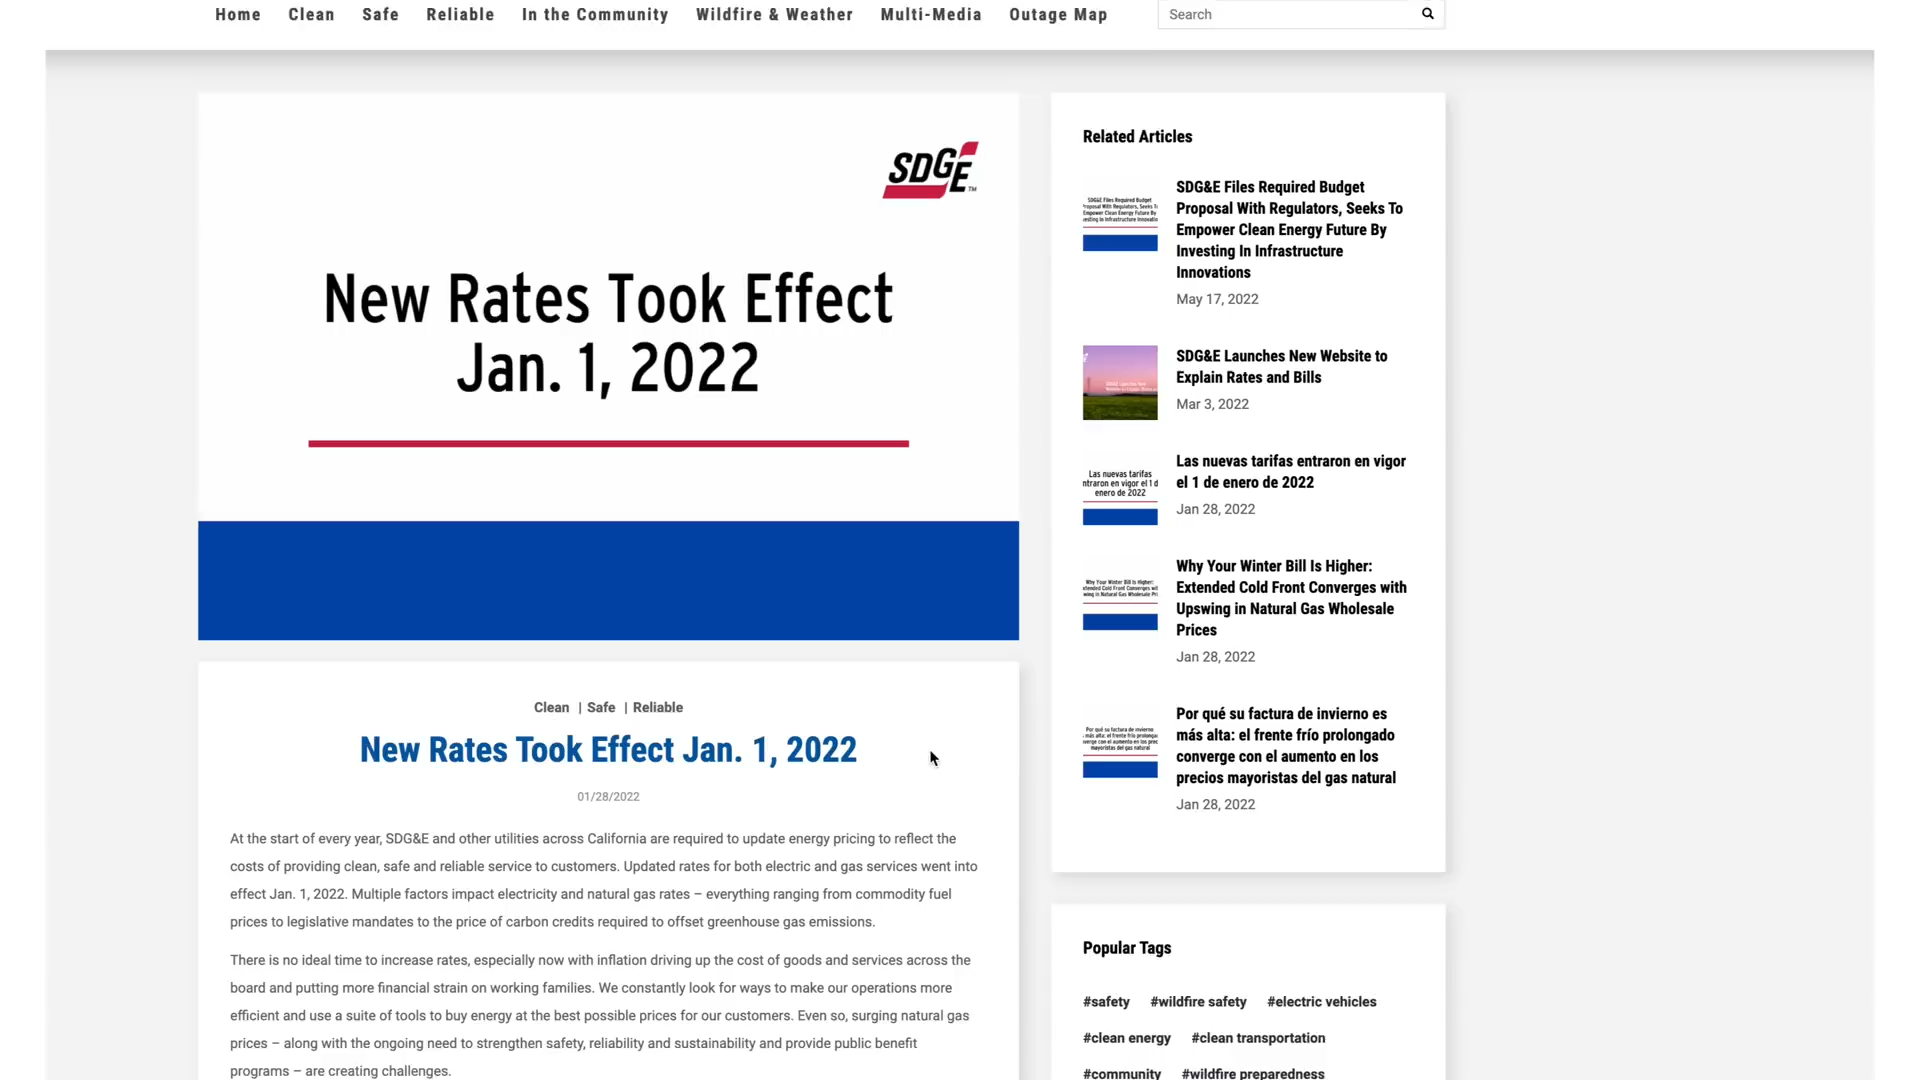 Home Clean Safe Reliable In the Community Wildfire & Weather Multi-Media Outage Map Search
SDGE™
New Rates Took Effect
Jan. 1, 2022
Clean | Safe | Reliable
New Rates Took Effect Jan. 1, 2022
01/28/2022
At the start of every year, SDG&E and other utilities across California are required to update energy pricing to reflect the
costs of providing clean, safe and reliable service to customers. Updated rates for both electric and gas services went into
effect Jan. 1, 2022. Multiple factors impact electricity and natural gas rates – everything ranging from commodity fuel
prices to legislative mandates to the price of carbon credits required to offset greenhouse gas emissions.
There is no ideal time to increase rates, especially now with inflation driving up the cost of goods and services across the
board and putting more financial strain on working families. We constantly look for ways to make our operations more
efficient and use a suite of tools to buy energy at the best possible prices for our customers. Even so, surging natural gas
prices – along with the ongoing need to strengthen safety, reliability and sustainability and provide public benefit
programs – are creating challenges.
Related Articles
SDG&E Files Required Budget
Proposal With Regulators, Seeks To
Empower Clean Energy Future By
Investing In Infrastructure
Innovations
May 17, 2022
SDG&E Launches New Website to
Explain Rates and Bills
Mar 3, 2022
Las nuevas tarifas
ntraron en vigor el 1 d
enero de 2022
Las nuevas tarifas entraron en vigor
el 1 de enero de 2022
Jan 28, 2022
Why Your Winter Bill Is Higher:
Extended Cold Front Converges with
Upswing in Natural Gas Wholesale
Prices
Jan 28, 2022
Por qué su factura de invierno es
más alta: el frente frío prolongado
converge con el aumento en los
precios mayoristas del gas natural
Jan 28, 2022
Popular Tags
#safety #wildfire safety #electric vehicles
#clean energy #clean transportation
#community #wildfire preparedness